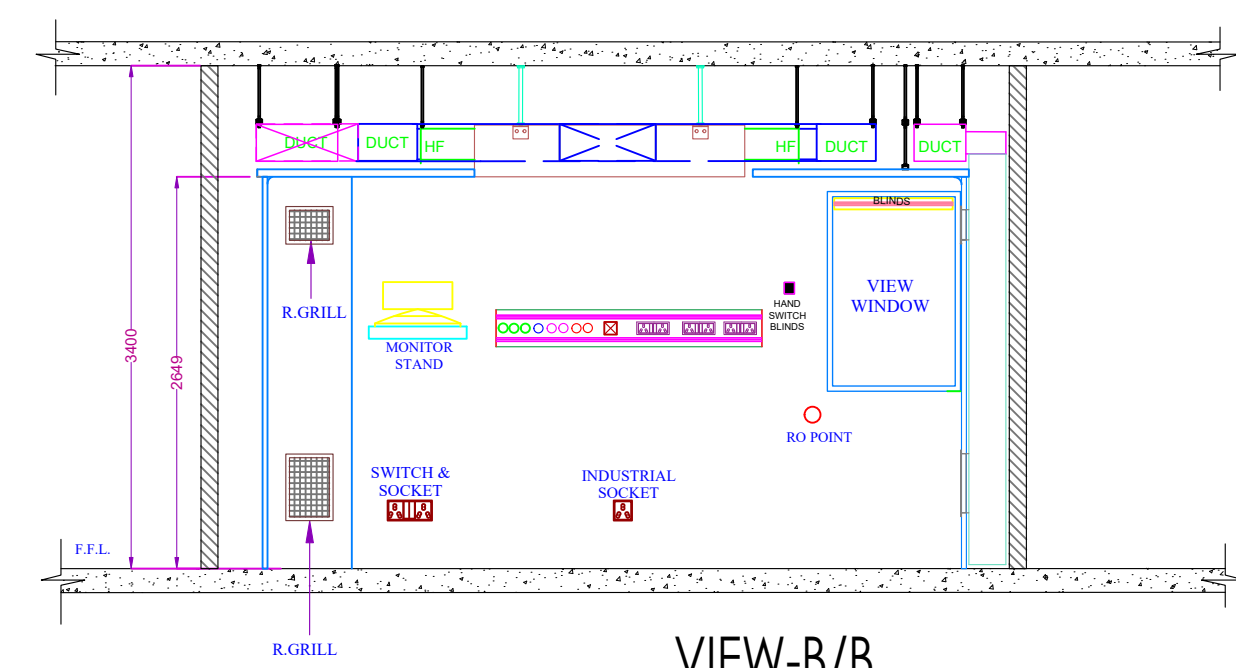 DUCT
DUCT
HF
HF
DUCT
DUCT
BLINDS
R.GRILL
MONITOR
STAND
HAND
SWITCH
BLINDS
VIEW
WINDOW
3400
2649
RO POINT
SWITCH &
SOCKET
INDUSTRIAL
SOCKET
F.F.L.
R.GRILL
VIEW-B/B